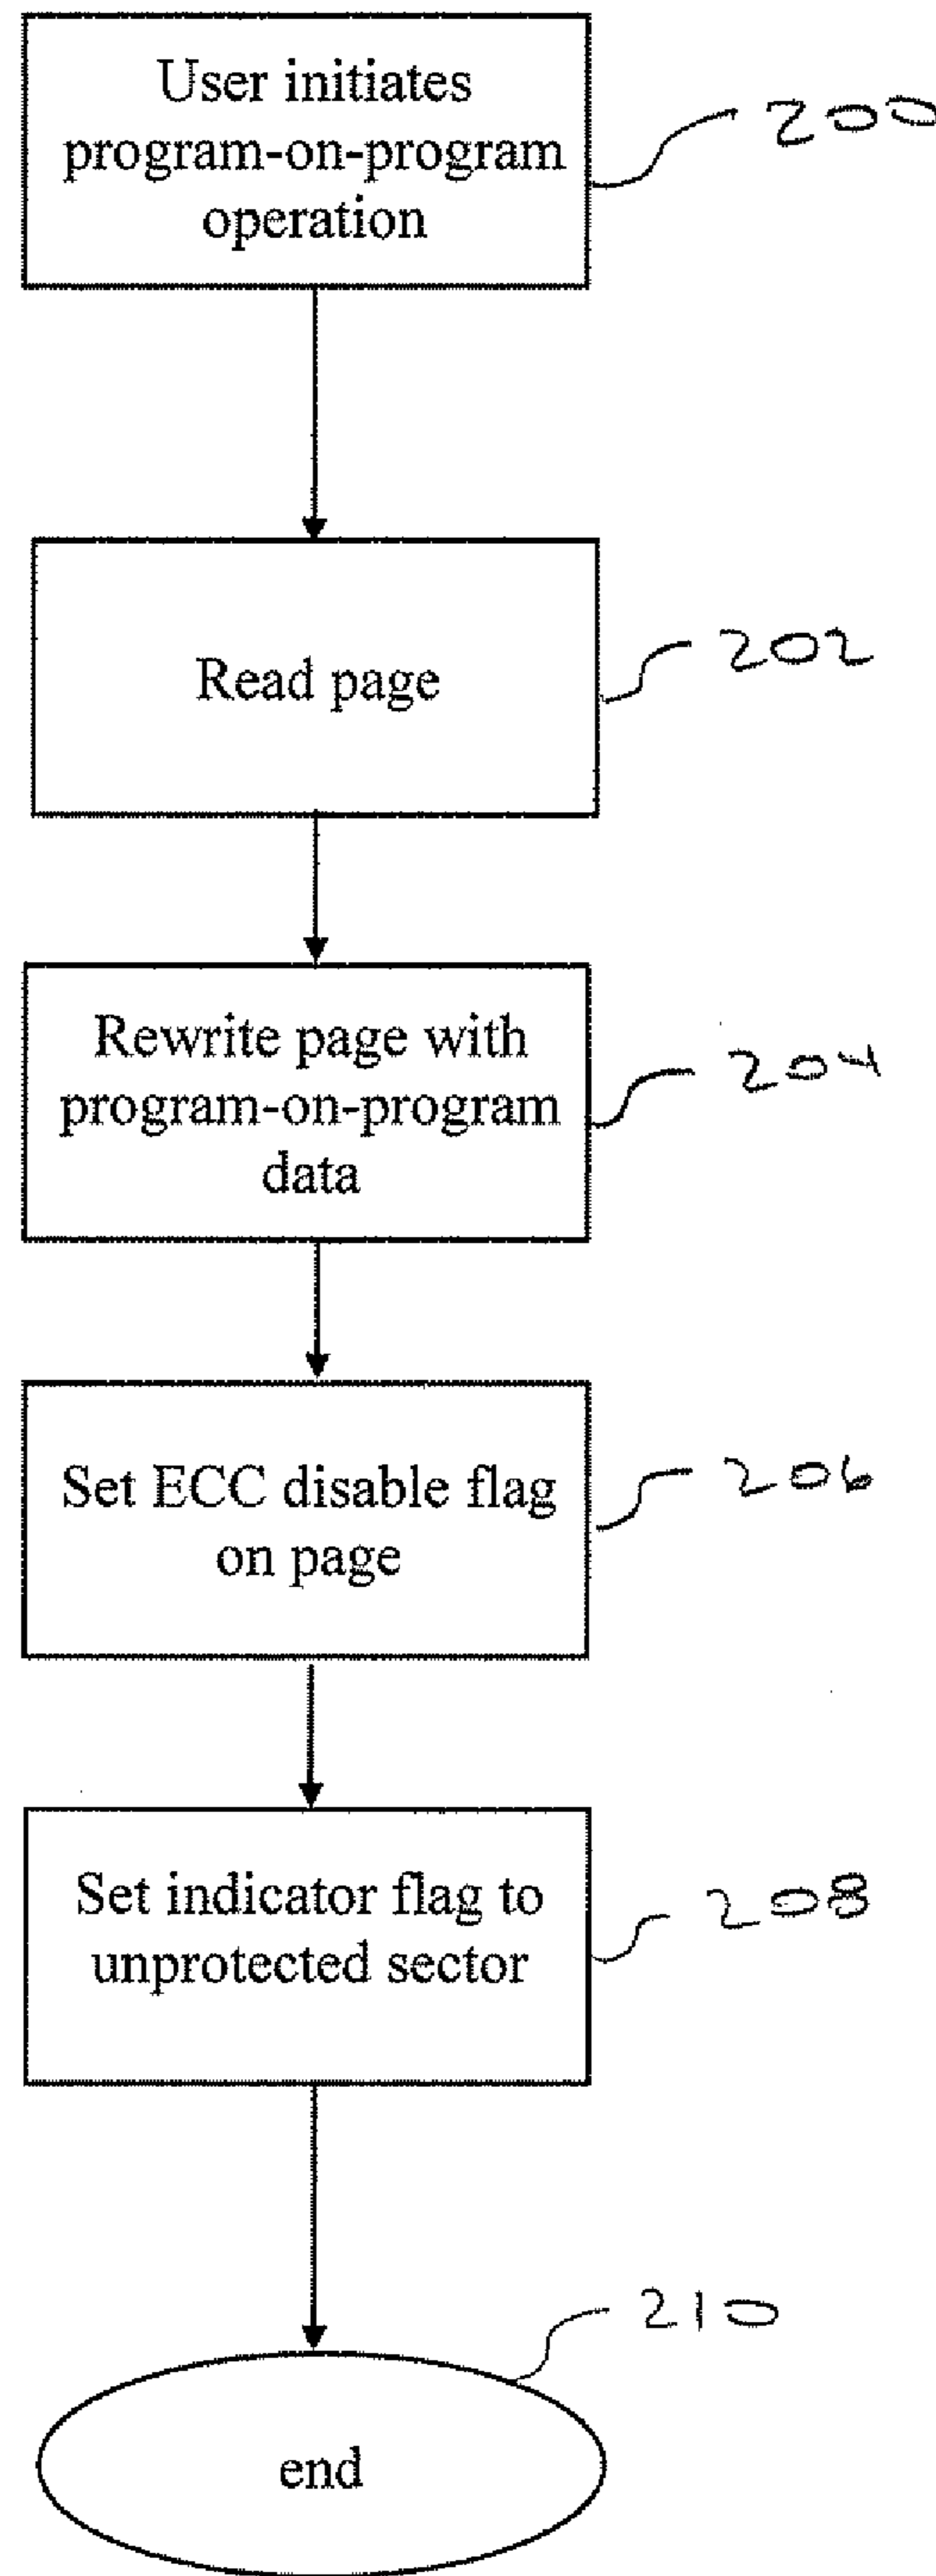 User initiates
program-on-program
operation
200
Read page
202
Rewrite page with
program-on-program
data
204
Set ECC disable flag
on page
206
Set indicator flag to
unprotected sector
208
210
end